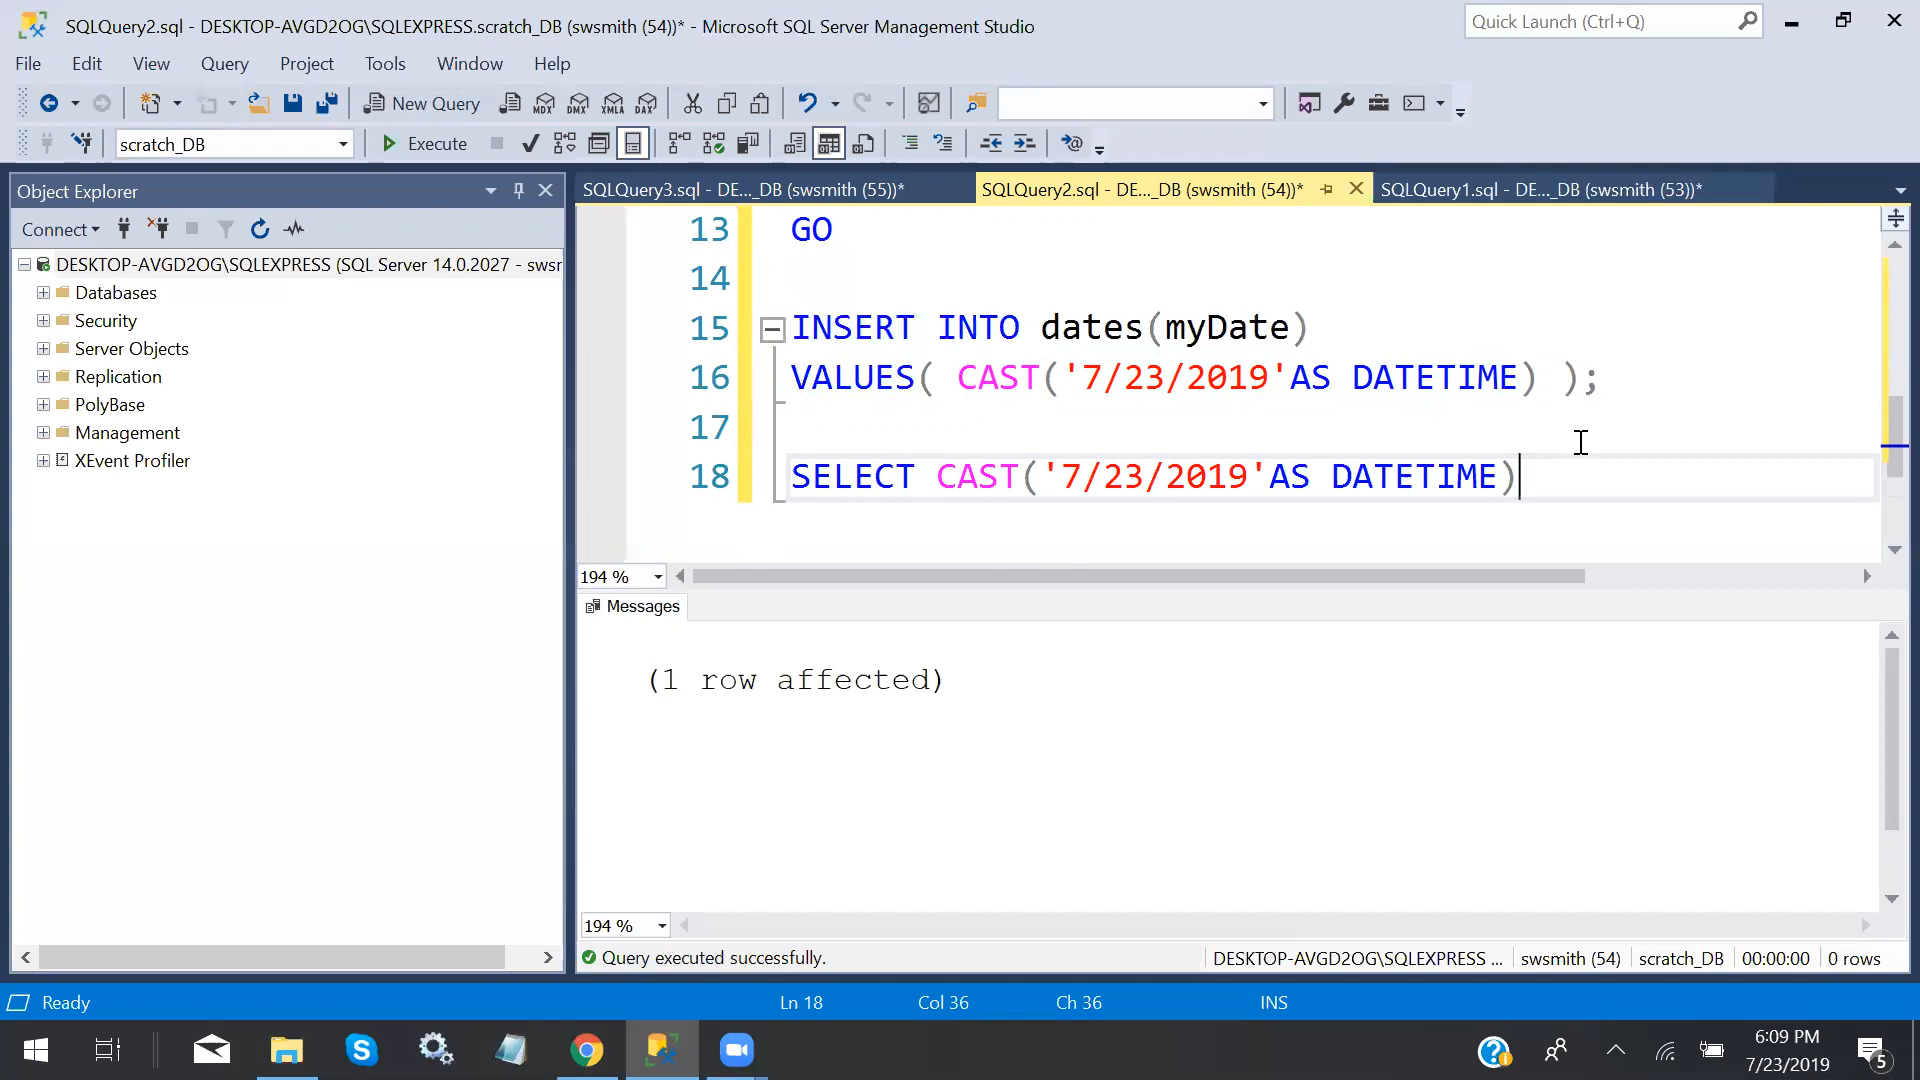 SQLQuery2.sql - DESKTOP-AVGD2OG\SQLEXPRESS.scratch_DB (swsmith (54))* - Microsoft SQL Server Management Studio
Quick Launch (Ctrl+Q)
File Edit View Query Project Tools Window Help
New Query MDX DMX XMLA DAX
scratch_DB Execute
Object Explorer
Connect
DESKTOP-AVGD2OG\SQLEXPRESS (SQL Server 14.0.2027 - swsr
Databases
Security
Server Objects
Replication
PolyBase
Management
XEvent Profiler
SQLQuery3.sql - DE..._DB (swsmith (55))* SQLQuery2.sql - DE..._DB (swsmith (54))* SQLQuery1.sql - DE..._DB (swsmith (53))*
13 GO
14
15 INSERT INTO dates(myDate)
16 VALUES( CAST('7/23/2019'AS DATETIME) );
17
18 SELECT CAST('7/23/2019'AS DATETIME)
194 %
Messages
(1 row affected)
194 %
Query executed successfully. DESKTOP-AVGD2OG\SQLEXPRESS ... swsmith (54) scratch_DB 00:00:00 0 rows
Ready Ln 18 Col 36 Ch 36 INS
6:09 PM
7/23/2019
5